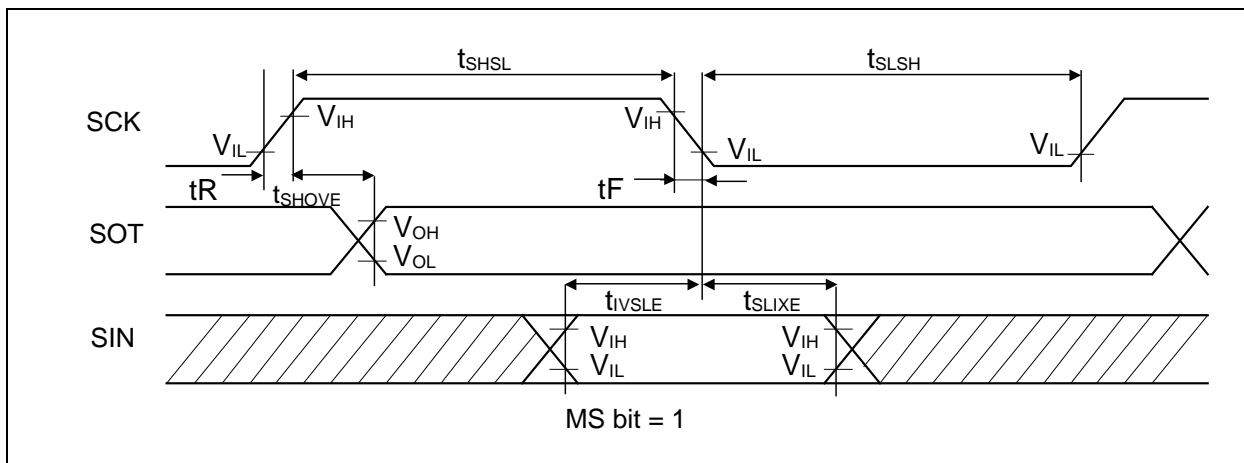 tSHSL
tSLSH
SCK
VIH
VIH
VIL
VIL
VIL
tR
tSHOVE
tF
SOT
VOH
VOL
tIVSLE
tSLIXE
SIN
VIH
VIH
VIL
VIL
MS bit = 1